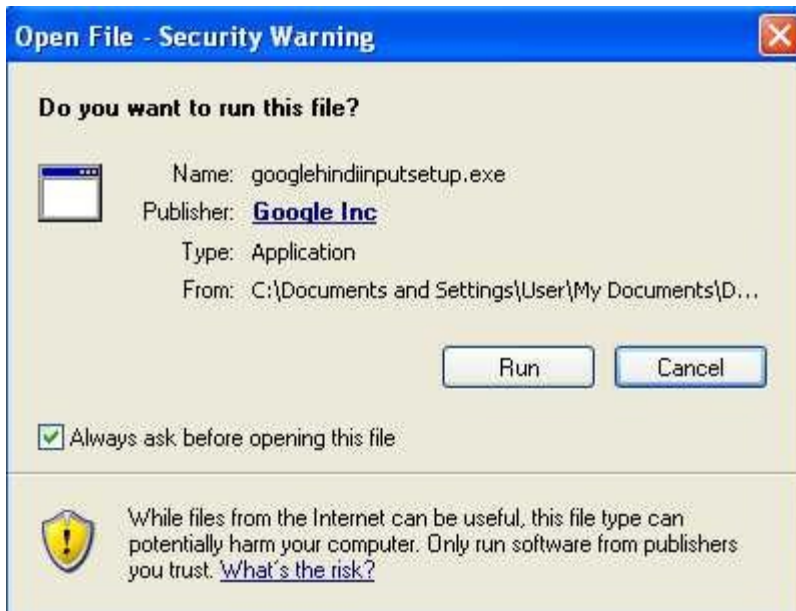 Open File - Security Warning
Do you want to run this file?
Name: googlehindiinputsetup.exe
Publisher: Google Inc
Type: Application
From: C:\Documents and Settings\User\My Documents\D...
Run Cancel
Always ask before opening this file
While files from the Internet can be useful, this file type can
potentially harm your computer. Only run software from publishers
you trust. What's the risk?